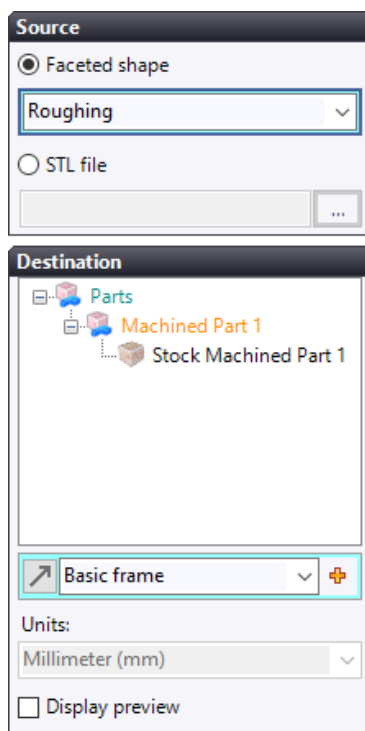 Source
Faceted shape
Roughing
STL file
...
Destination
Parts
Machined Part 1
Stock Machined Part 1
Basic frame
Units:
Millimeter (mm)
Display preview